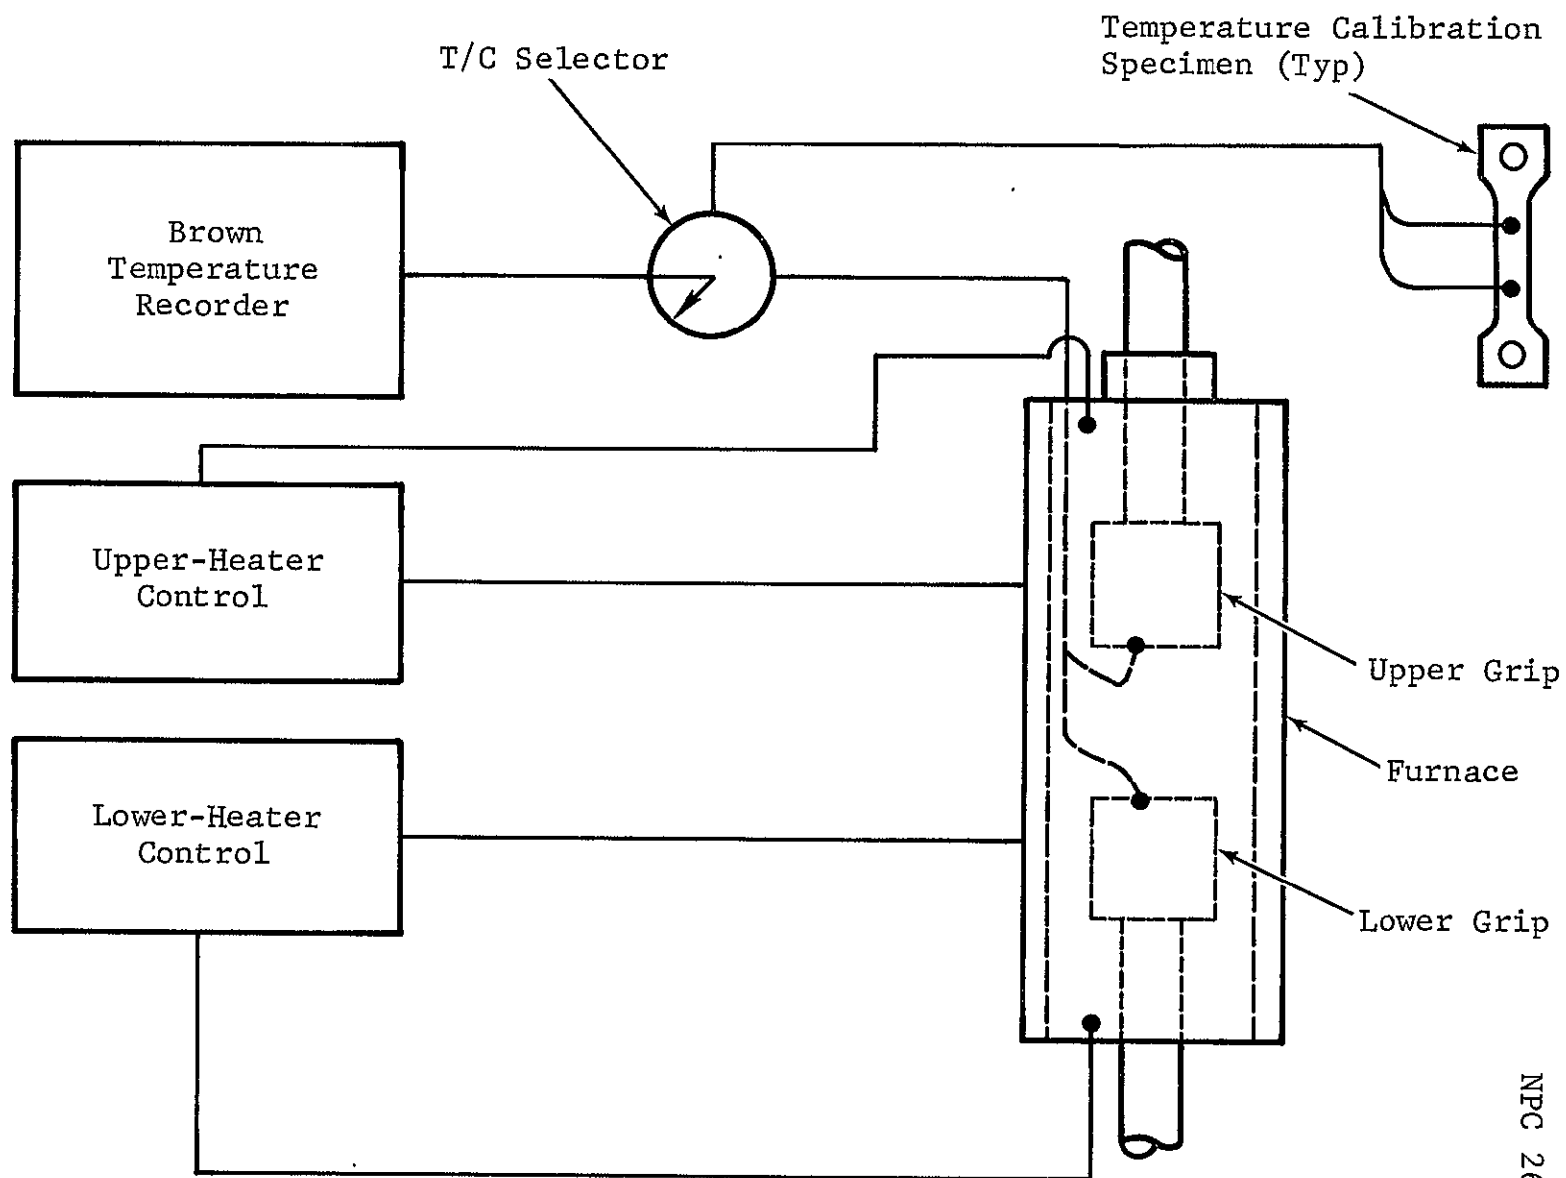 Temperature Calibration
Specimen (Typ)
T/C Selector
Brown
Temperature
Recorder
Upper-Heater
Control
Upper Grip
Furnace
Lower-Heater
Control
Lower Grip
NPC 26